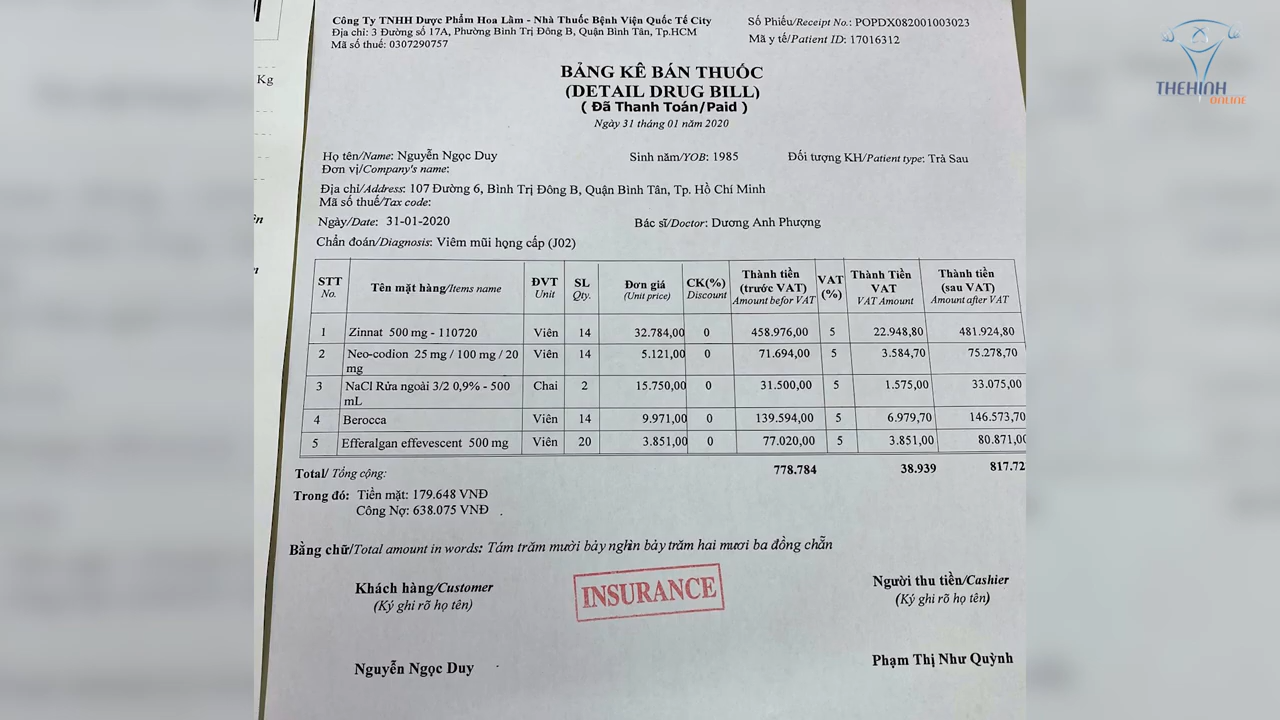 Công Ty TNHH Dược Phẩm Hoa Lâm - Nhà Thuốc Bệnh Viện Quốc Tế City
Địa chỉ: 3 Đường số 17A, Phường Bình Trị Đông B, Quận Bình Tân, Tp.HCM
Mã số thuế: 0307290757
Số Phiếu/Receipt No.: POPDX082001003023
Mã y tế/Patient ID: 17016312
THEHINH
ONLINE
Kg
BẢNG KÊ BÁN THUỐC
(DETAIL DRUG BILL)
( Đã Thanh Toán/Paid )
Ngày 31 tháng 01 năm 2020
Họ tên/Name: Nguyễn Ngọc Duy Sinh năm/YOB: 1985 Đối tượng KH/Patient type: Trả Sau
Đơn vị/Company's name:
Địa chỉ/Address: 107 Đường 6, Bình Trị Đông B, Quận Bình Tân, Tp. Hồ Chí Minh
Mã số thuế/Tax code:
Ngày/Date: 31-01-2020 Bác sĩ/Doctor: Dương Anh Phượng
Chẩn đoán/Diagnosis: Viêm mũi họng cấp (J02)
STT Tên mặt hàng/Items name ĐVT SL Đơn giá CK(%) Thành tiền (trước VAT) VAT (%) Thành Tiền VAT Thành tiền (sau VAT)
No. Unit Qty. (Unit price) Discount Amount befor VAT VAT Amount Amount after VAT
1 Zinnat 500 mg - 110720 Viên 14 32.784,00 0 458.976,00 5 22.948,80 481.924,80
2 Neo-codion 25 mg / 100 mg / 20 Viên 14 5.121,00 0 71.694,00 5 3.584,70 75.278,70
mg
3 NaCl Rửa ngoài 3/2 0,9% - 500 Chai 2 15.750,00 0 31.500,00 5 1.575,00 33.075,00
mL
4 Berocca Viên 14 9.971,00 0 139.594,00 5 6.979,70 146.573,70
5 Efferalgan effevescent 500 mg Viên 20 3.851,00 0 77.020,00 5 3.851,00 80.871,00
Total/ Tổng cộng: 778.784 38.939 817.72
Trong đó: Tiền mặt: 179.648 VNĐ
Công Nợ: 638.075 VNĐ
Bằng chữ/Total amount in words: Tám trăm mười bảy nghìn bảy trăm hai mươi ba đồng chẵn
Khách hàng/Customer Người thu tiền/Cashier
(Ký ghi rõ họ tên) (Ký ghi rõ họ tên)
INSURANCE
Nguyễn Ngọc Duy Phạm Thị Như Quỳnh